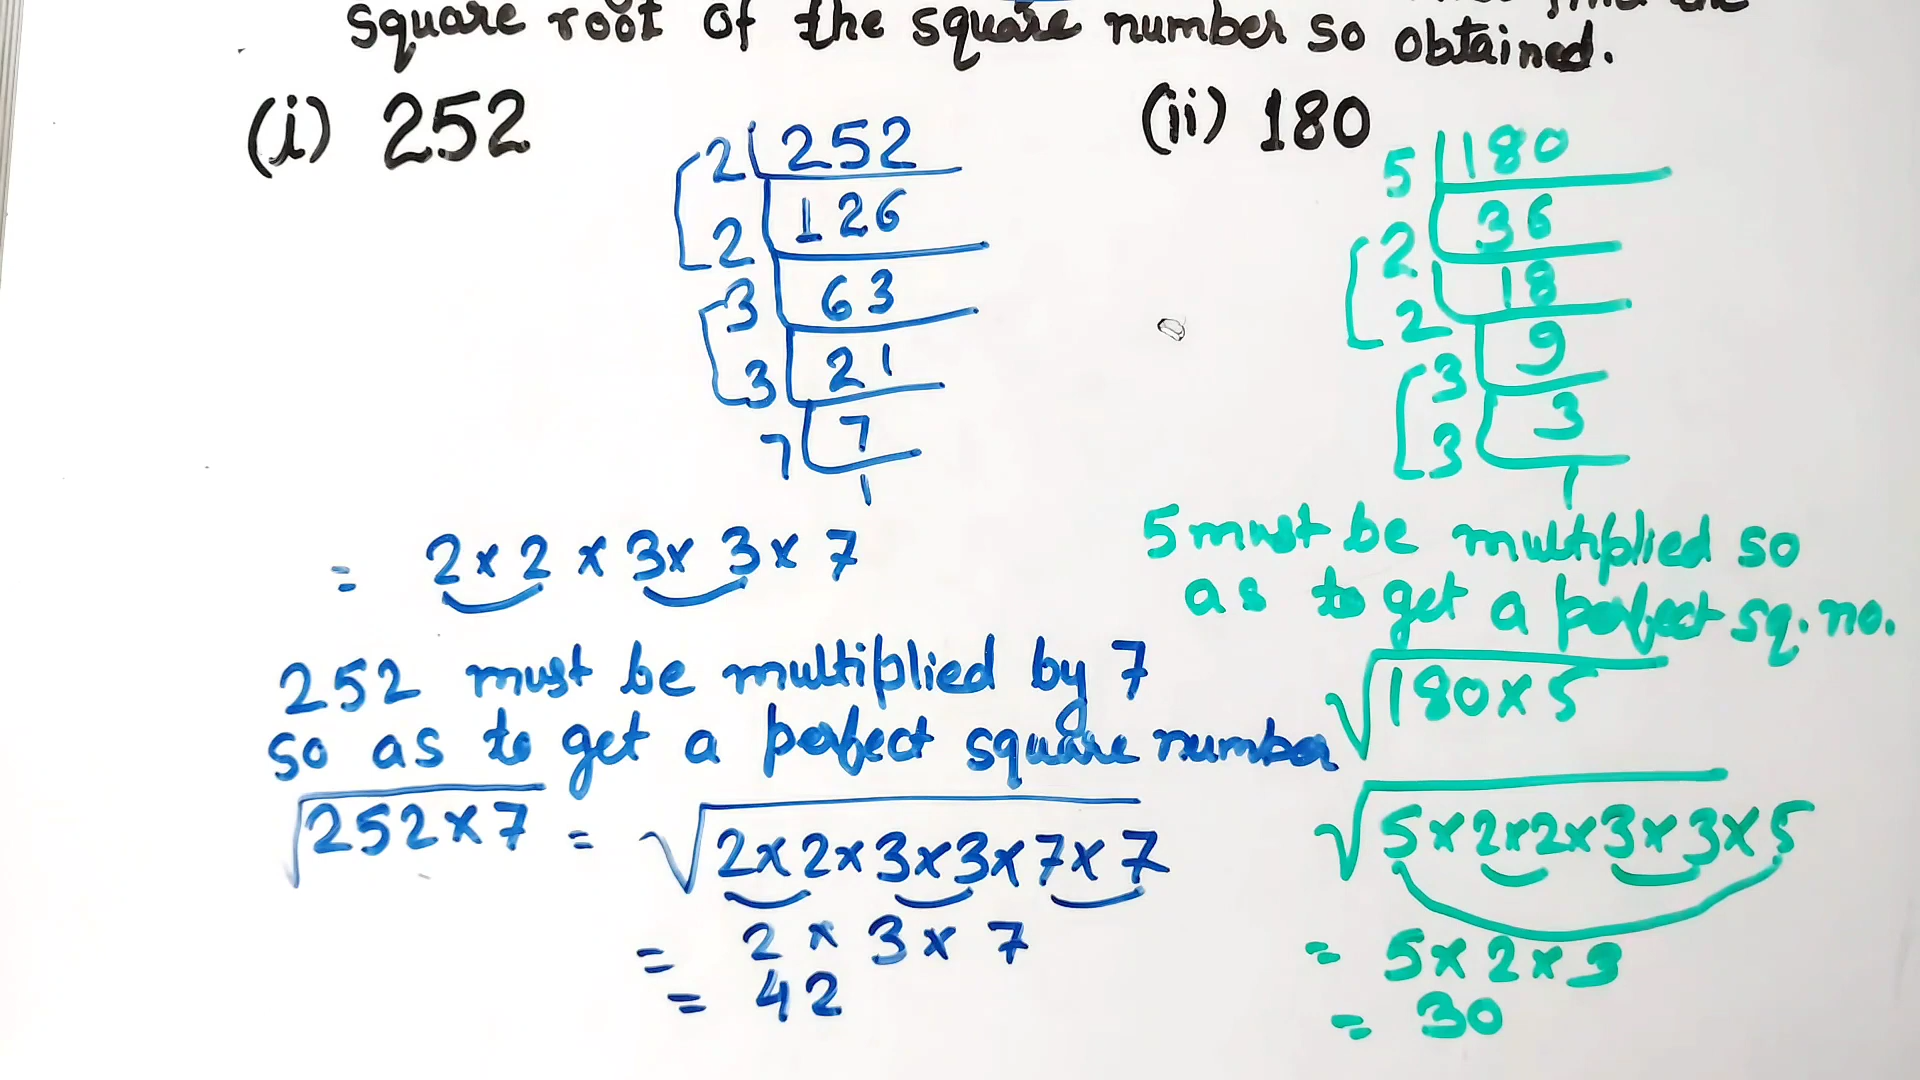 square root of the square number so obtained.
(i) 252
2 252
2 126
3 63
3 21
7 7
1
= 2 × 2 × 3 × 3 × 7
252 must be multiplied by 7
so as to get a perfect square number
√252 × 7 = √2 × 2 × 3 × 3 × 7 × 7
= 2 × 3 × 7
= 42
(ii) 180
5 180
2 36
2 18
3 9
3 3
1
5 must be multiplied so
as to get a perfect sq. no.
√180 × 5
√5 × 2 × 2 × 3 × 3 × 5
= 5 × 2 × 3
= 30